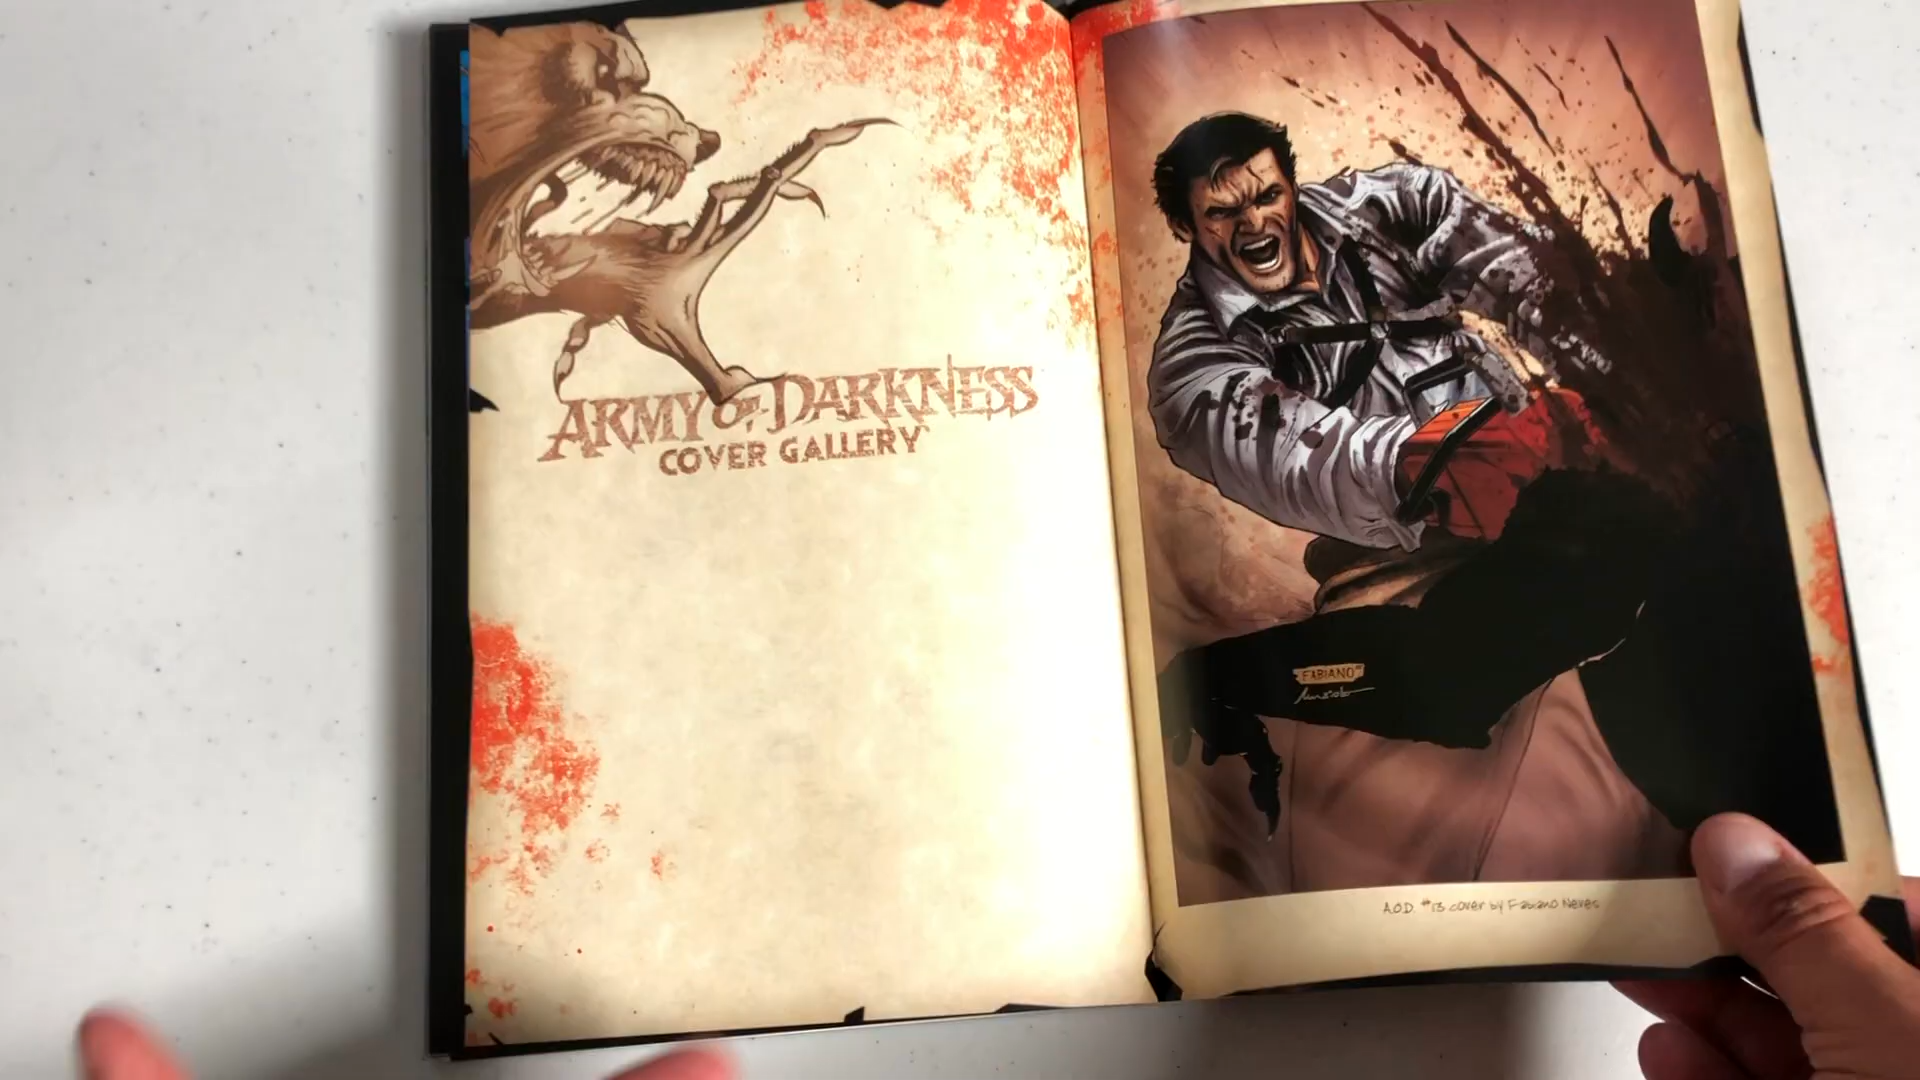 ARMY OF DARKNESS
COVER GALLERY
FABIANO
A.O.D. #13 cover by Fabiano Neves